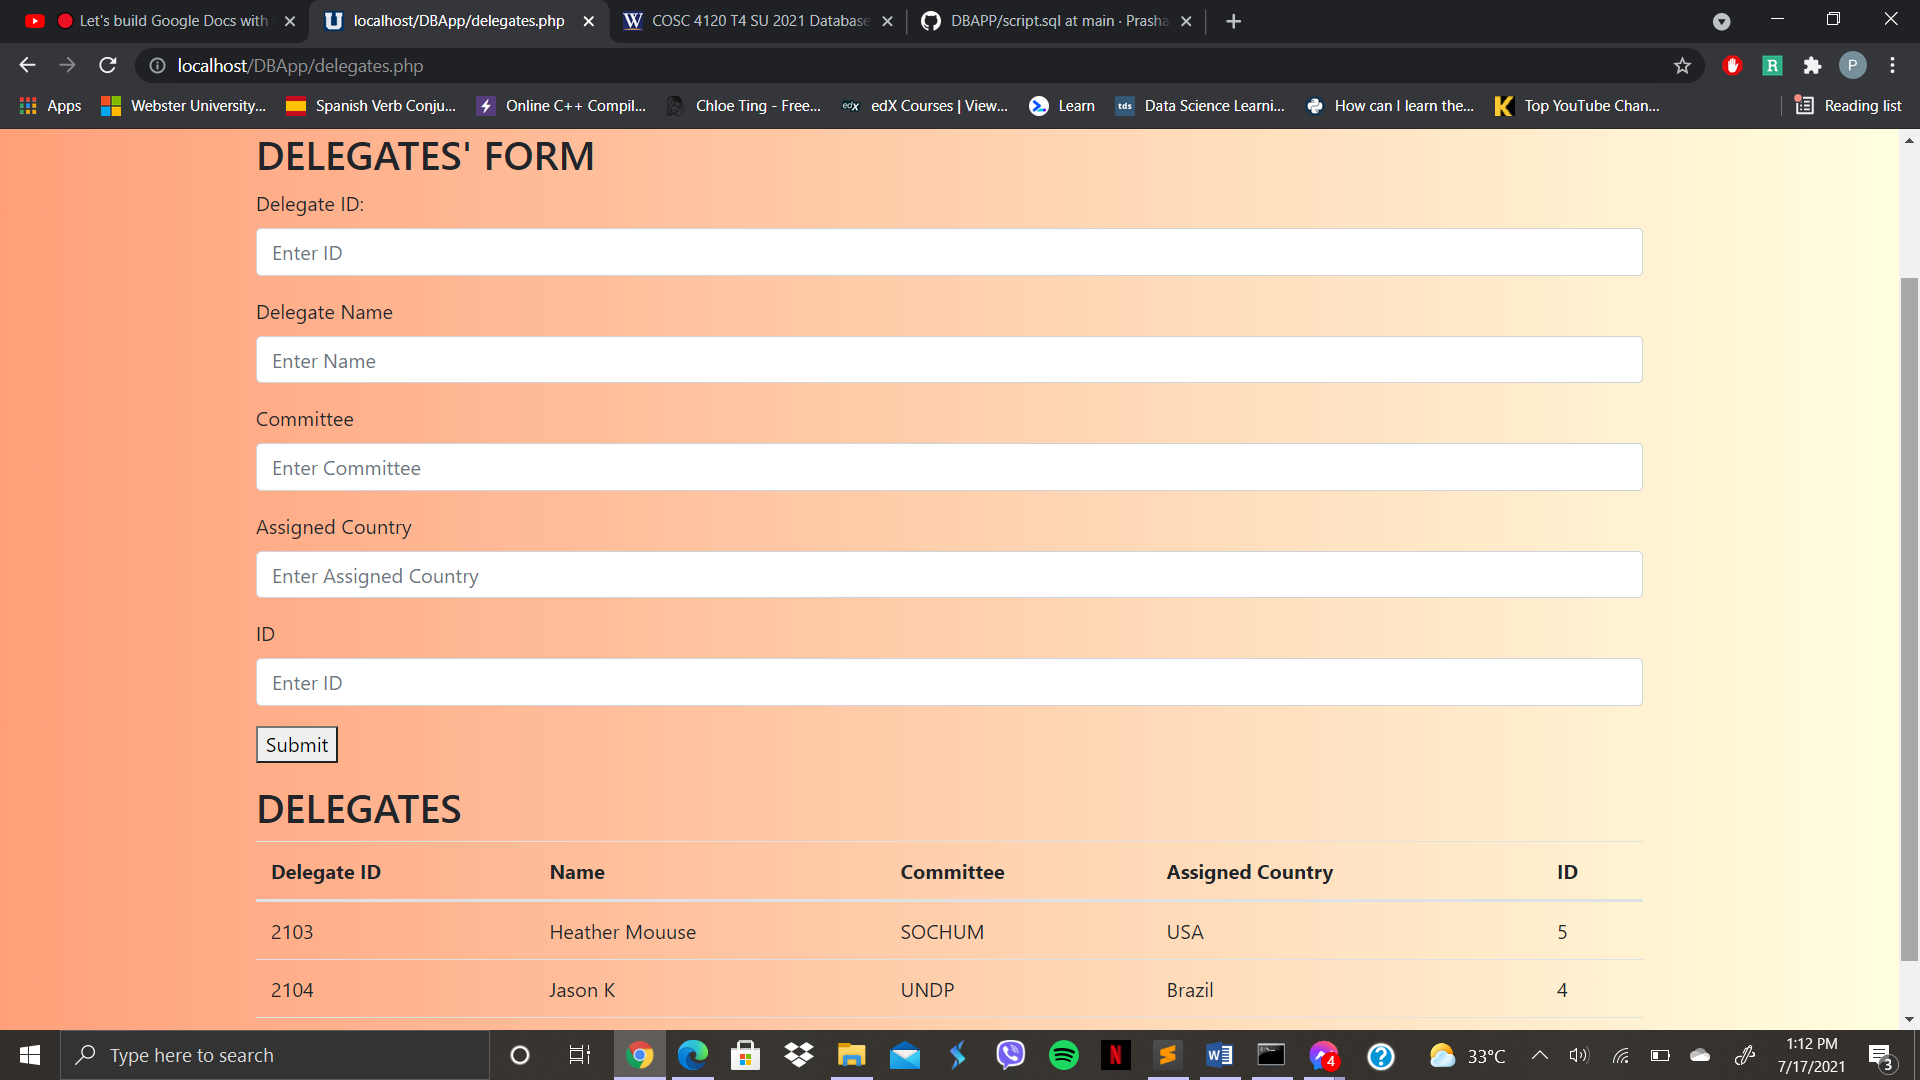 Let's build Google Docs with
localhost/DBApp/delegates.php
COSC 4120 T4 SU 2021 Database
DBAPP/script.sql at main · Prasha
localhost/DBApp/delegates.php
R
P
Apps
Webster University...
Spanish Verb Conju...
Online C++ Compil...
Chloe Ting - Free...
edX
edX Courses | View...
Learn
tds
Data Science Learni...
How can I learn the...
K
Top YouTube Chan...
Reading list
DELEGATES' FORM
Delegate ID:
Enter ID
Delegate Name
Enter Name
Committee
Enter Committee
Assigned Country
Enter Assigned Country
ID
Enter ID
Submit
DELEGATES
Delegate ID Name Committee Assigned Country ID
2103 Heather Mouuse SOCHUM USA 5
2104 Jason K UNDP Brazil 4
Type here to search
4
33°C
1:12 PM
7/17/2021
3